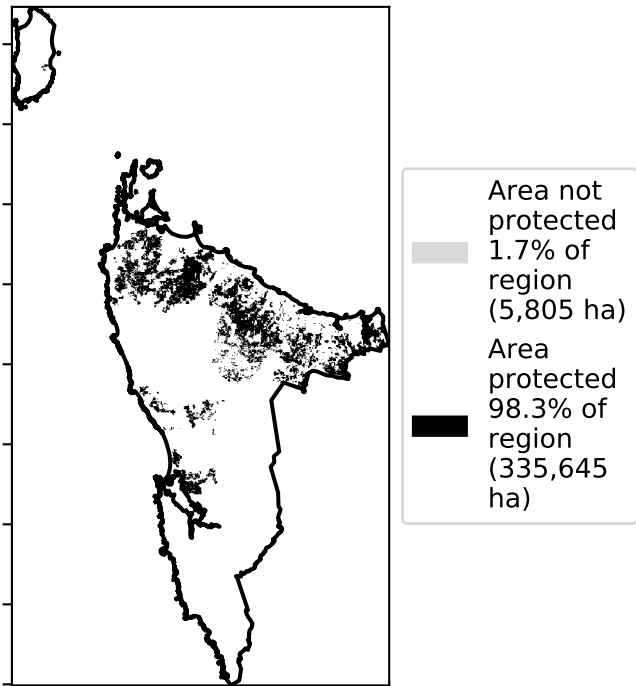 Area not
protected
1.7% of
region
(5,805 ha)
Area
protected
98.3% of
region
(335,645
ha)